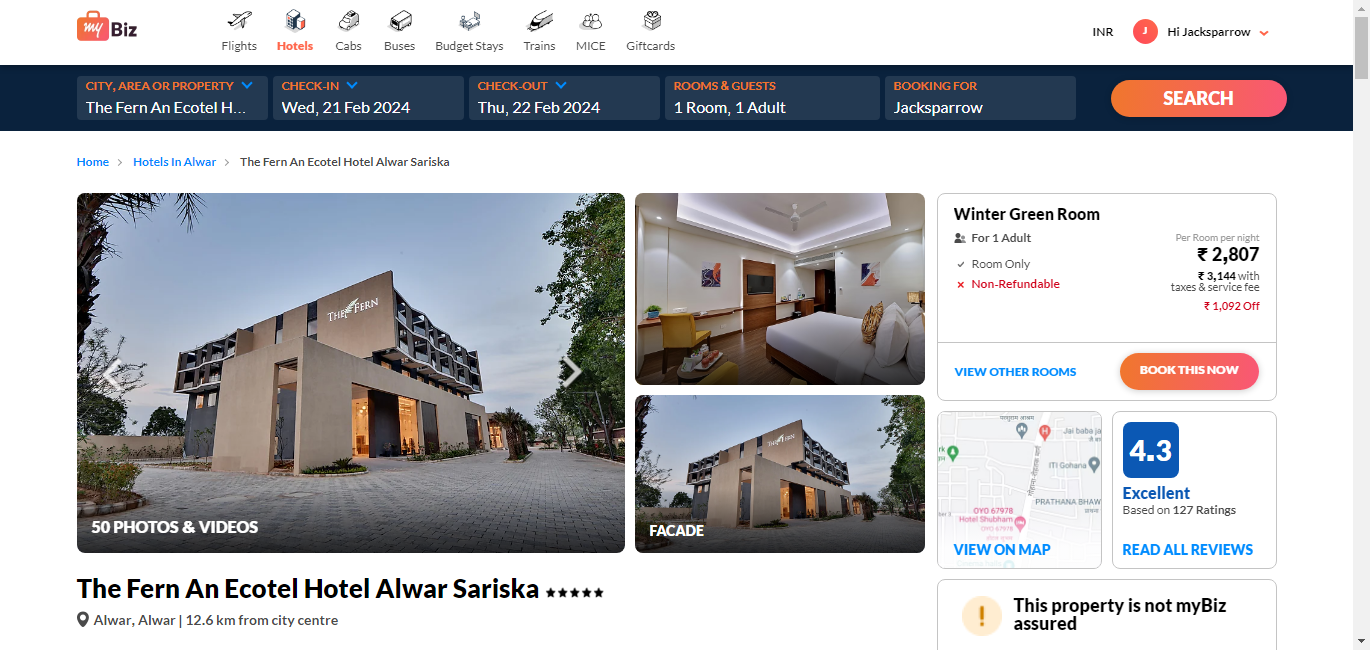 my Biz
Flights
Hotels
Cabs
Buses
Budget Stays
Trains
MICE
Giftcards
INR
J
Hi Jacksparrow
CITY, AREA OR PROPERTY
The Fern An Ecotel H...
CHECK-IN
Wed, 21 Feb 2024
CHECK-OUT
Thu, 22 Feb 2024
ROOMS & GUESTS
1 Room, 1 Adult
BOOKING FOR
Jacksparrow
SEARCH
Home
Hotels In Alwar
The Fern An Ecotel Hotel Alwar Sariska
THE FERN
50 PHOTOS & VIDEOS
THE FERN
FACADE
Winter Green Room
For 1 Adult
Room Only
Non-Refundable
Per Room per night
₹ 2,807
₹ 3,144 with
taxes & service fee
₹ 1,092 Off
VIEW OTHER ROOMS
BOOK THIS NOW
Jai baba ja
ITI Gohana
PRATHANA BHAW
OYO 67978
Hotel Shubham
OYO 67978
VIEW ON MAP
4.3
Excellent
Based on 127 Ratings
READ ALL REVIEWS
The Fern An Ecotel Hotel Alwar Sariska
Alwar, Alwar | 12.6 km from city centre
This property is not myBiz
assured